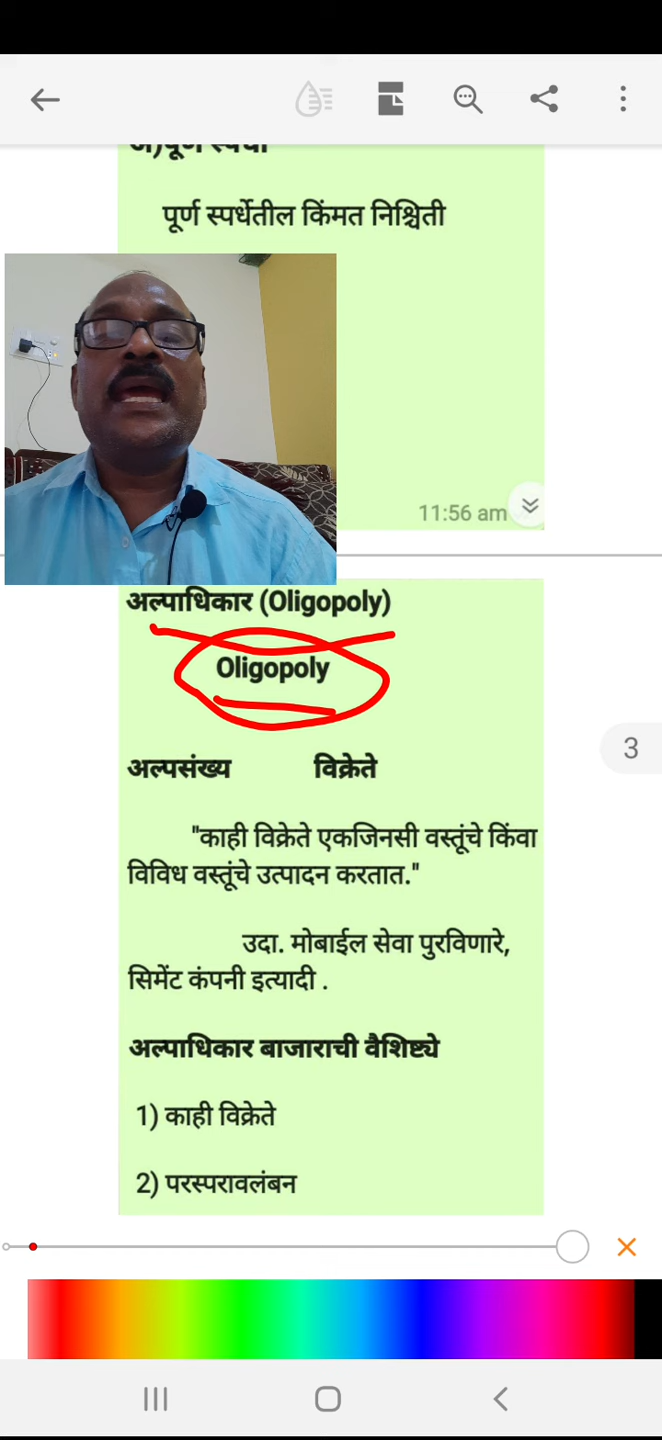 पूर्ण स्पर्धेतील किंमत निश्चिती
11:56 am
अल्पाधिकार (Oligopoly)
Oligopoly
अल्पसंख्य विक्रेते
"काही विक्रेते एकजिनसी वस्तूंचे किंवा
विविध वस्तूंचे उत्पादन करतात."
उदा. मोबाईल सेवा पुरविणारे,
सिमेंट कंपनी इत्यादी .
अल्पाधिकार बाजाराची वैशिष्ट्ये
1) काही विक्रेते
2) परस्परावलंबन
3